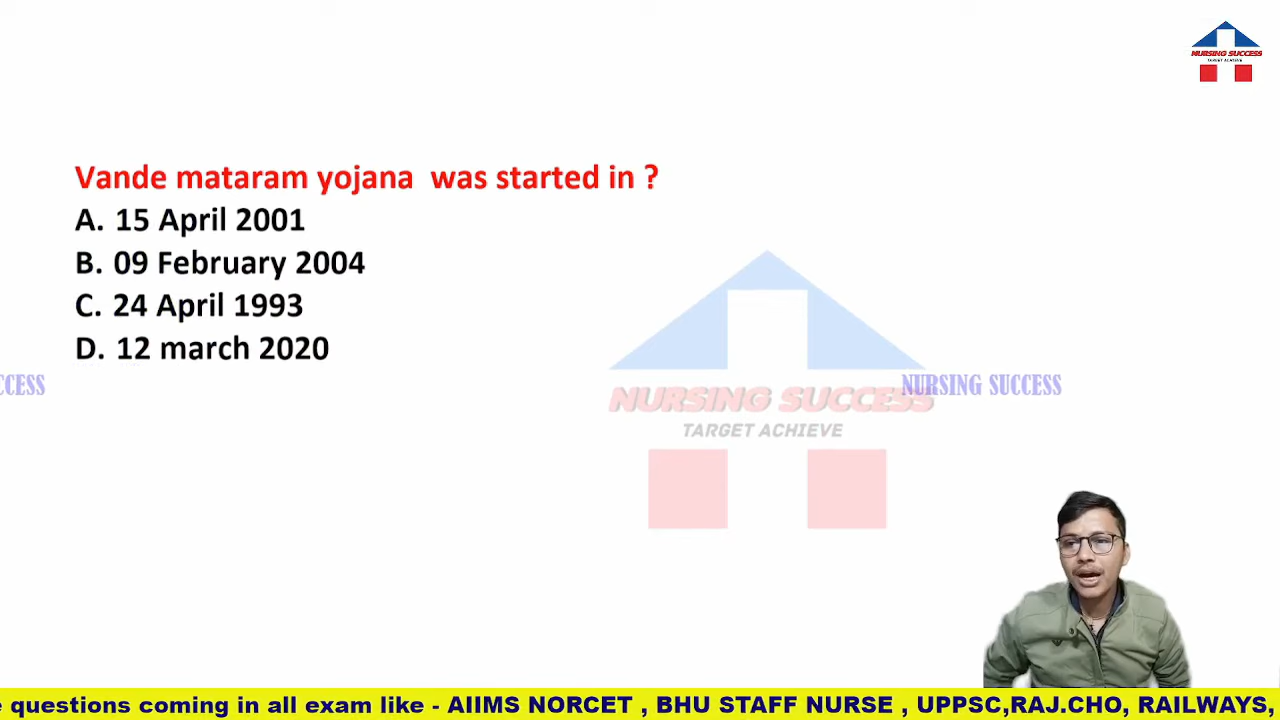 NURSING SUCCESS
TARGET ACHIEVE
Vande mataram yojana was started in ?
A. 15 April 2001
B. 09 February 2004
C. 24 April 1993
D. 12 march 2020
CCESS
NURSING SUCCESS
NURSING SUCCESS
TARGET ACHIEVE
e questions coming in all exam like - AIIMS NORCET , BHU STAFF NURSE , UPPSC,RAJ.CHO, RAILWAYS,